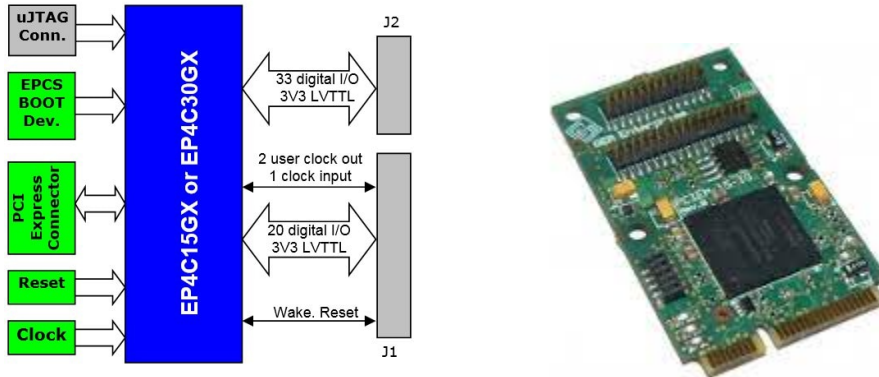 uJTAG
Conn.
EPCS
BOOT
Dev.
PCI
Express
Connector
Reset
Clock
EP4C15GX or EP4C30GX
33 digital I/O
3V3 LVTTL
2 user clock out
1 clock input
20 digital I/O
3V3 LVTTL
Wake. Reset
J2
J1